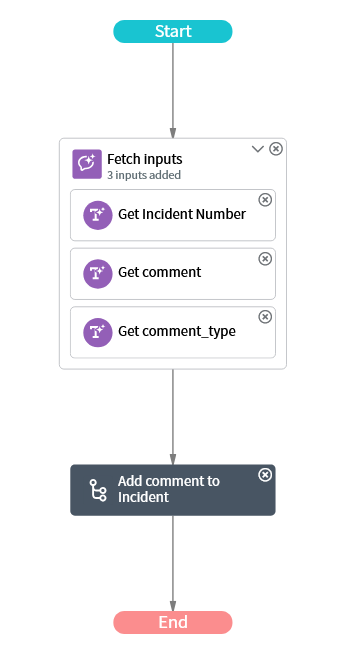 Start
Fetch inputs
3 inputs added
Get Incident Number
Get comment
Get comment_type
Add comment to
Incident
End